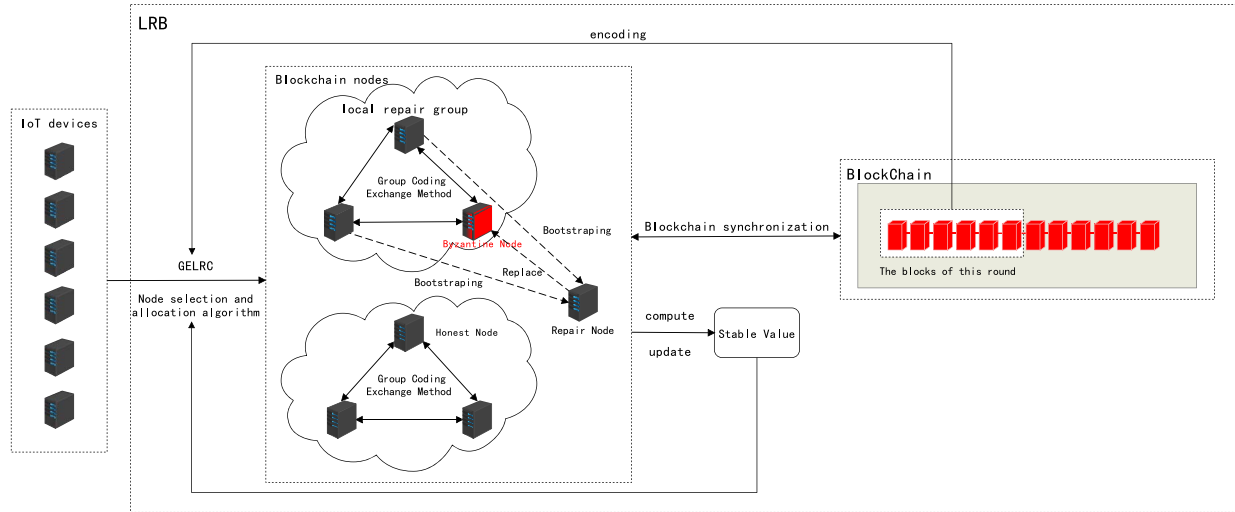 LRB
encoding
Blockchain nodes
local repair group
IoT devices
Group Coding
Exchange Method
BlockChain
Blockchain synchronization
Byzantine Node
Bootstraping
The blocks of this round
GELRC
Replace
Bootstraping
Node selection and
allocation algorithm
Repair Node
compute
Honest Node
Stable Value
update
Group Coding
Exchange Method